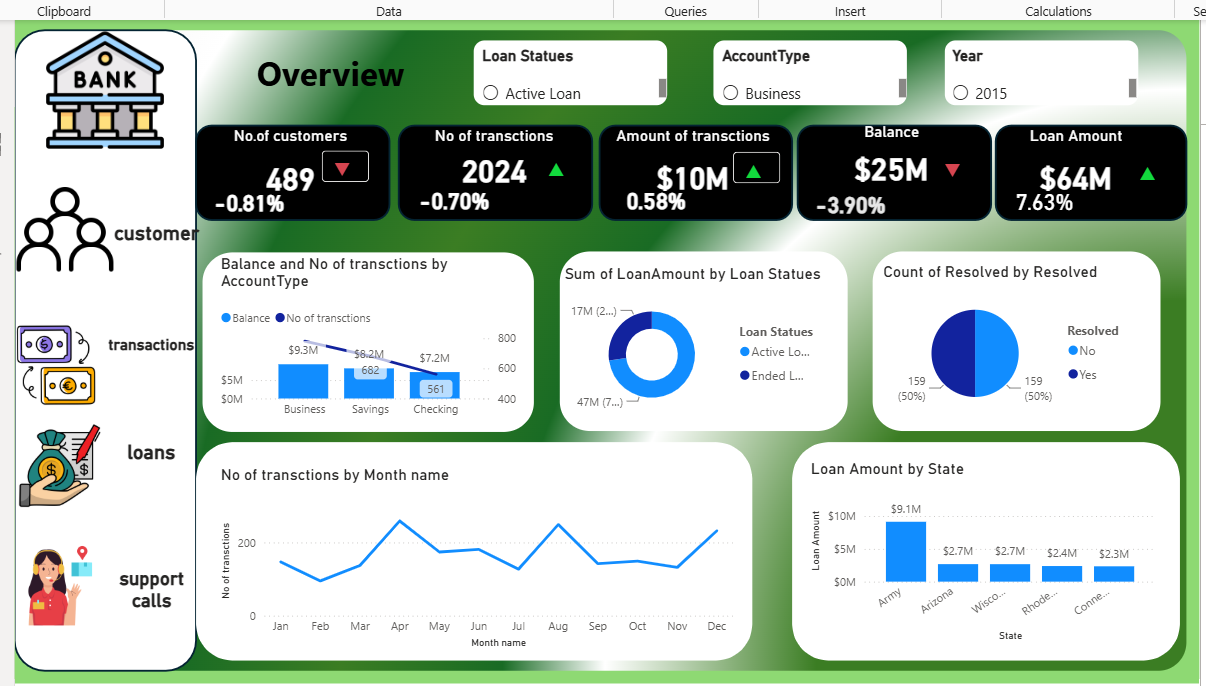 Clipboard
Data
Queries
Insert
Calculations
Se
BANK
customer
transactions
loans
support
calls
Overview
Loan Statues
Active Loan
AccountType
Business
Year
2015
No.of customers
489
-0.81%
No of transctions
2024
-0.70%
Amount of transctions
$10M
0.58%
Balance
$25M
-3.90%
Loan Amount
$64M
7.63%
Balance and No of transctions by
AccountType
Balance
No of transctions
$9.3M
$8.2M
$7.2M
682
561
$5M
$0M
800
600
400
Business
Savings
Checking
Sum of LoanAmount by Loan Statues
17M (2...)
47M (7...)
Loan Statues
Active Lo...
Ended L...
Count of Resolved by Resolved
159
(50%)
159
(50%)
Resolved
No
Yes
No of transctions by Month name
No of transctions
200
0
Jan
Feb
Mar
Apr
May
Jun
Jul
Aug
Sep
Oct
Nov
Dec
Month name
Loan Amount by State
Loan Amount
$10M
$5M
$0M
$9.1M
$2.7M
$2.7M
$2.4M
$2.3M
Army
Arizona
Wisco...
Rhode...
Conne...
State